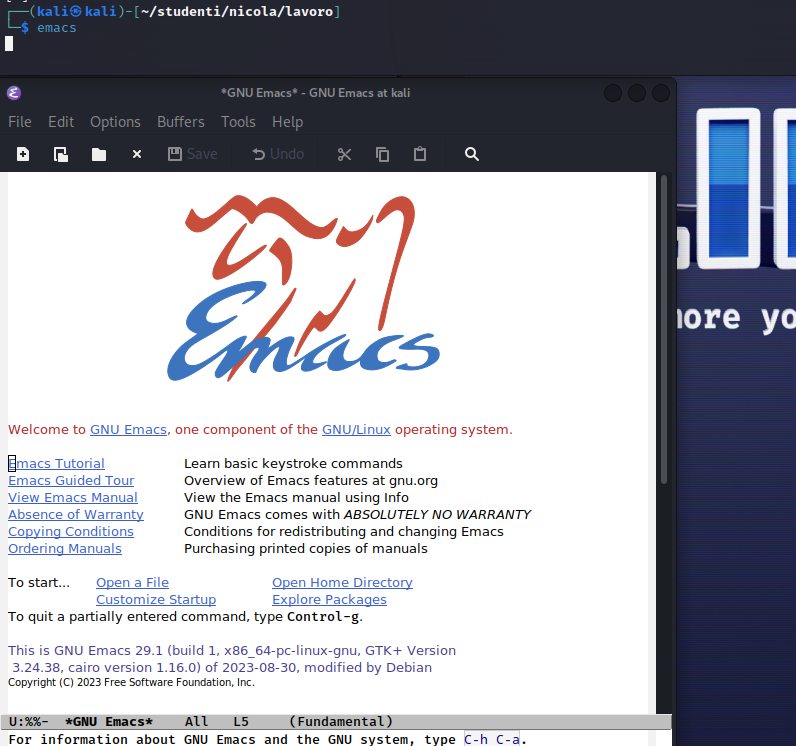 ┌──(kali㉿kali)-[~/studenti/nicola/lavoro]
└─$ emacs
*GNU Emacs* - GNU Emacs at kali
File Edit Options Buffers Tools Help
Save Undo
Emacs
more yo
Welcome to GNU Emacs, one component of the GNU/Linux operating system.
Emacs Tutorial Learn basic keystroke commands
Emacs Guided Tour Overview of Emacs features at gnu.org
View Emacs Manual View the Emacs manual using Info
Absence of Warranty GNU Emacs comes with ABSOLUTELY NO WARRANTY
Copying Conditions Conditions for redistributing and changing Emacs
Ordering Manuals Purchasing printed copies of manuals
To start... Open a File Open Home Directory
Customize Startup Explore Packages
To quit a partially entered command, type Control-g.
This is GNU Emacs 29.1 (build 1, x86_64-pc-linux-gnu, GTK+ Version
3.24.38, cairo version 1.16.0) of 2023-08-30, modified by Debian
Copyright (C) 2023 Free Software Foundation, Inc.
U:%%- *GNU Emacs* All L5 (Fundamental)
For information about GNU Emacs and the GNU system, type C-h C-a.